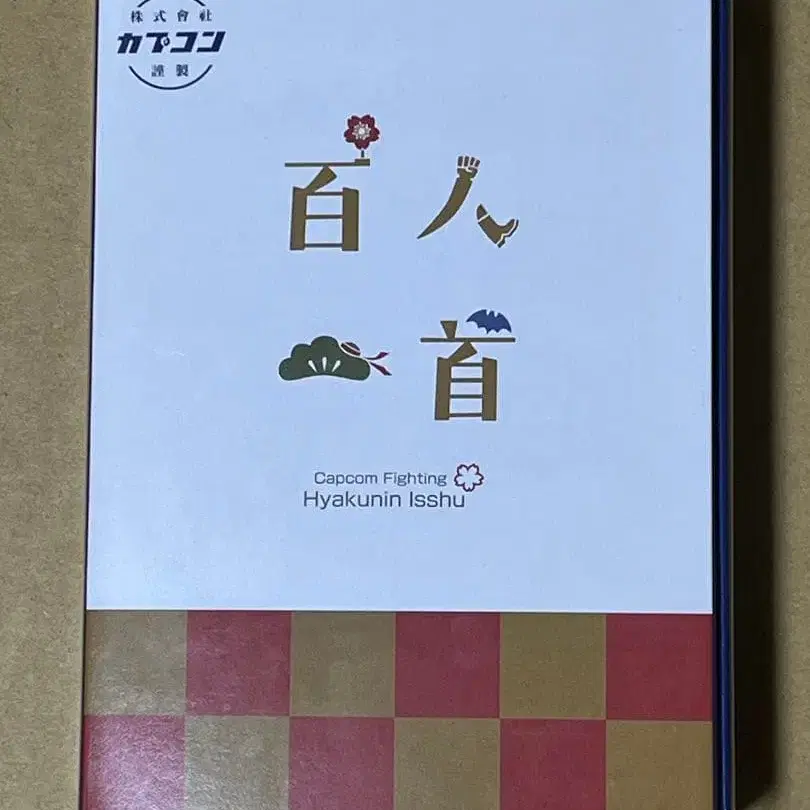 株式會社
カプコン
謹製
百人
一首
Capcom Fighting
Hyakunin Isshu